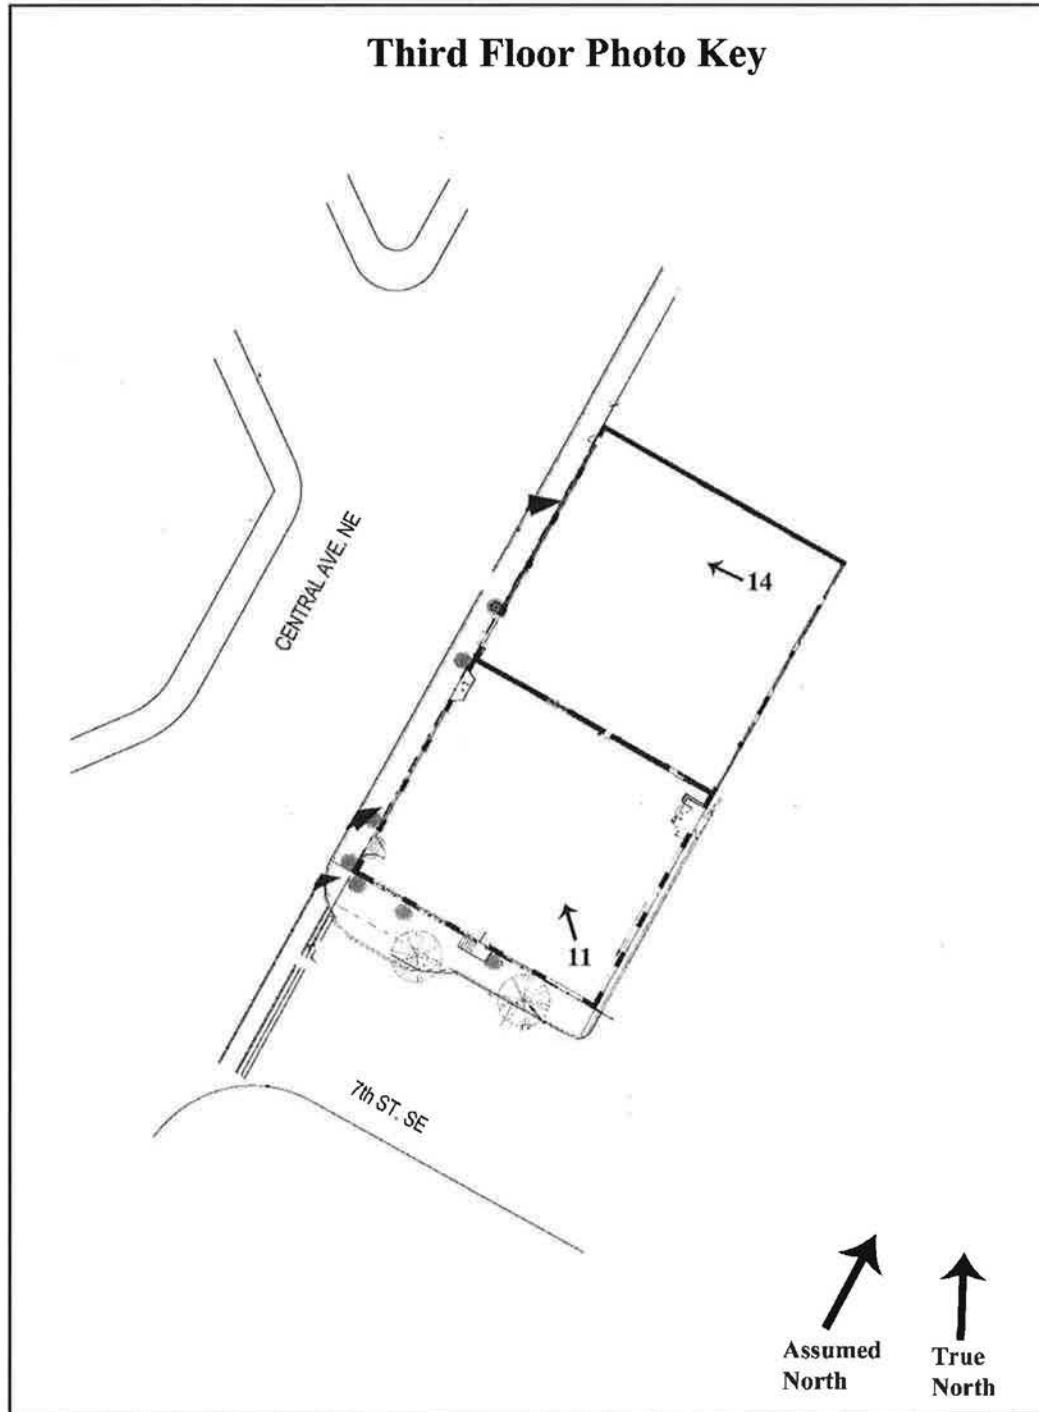 Third Floor Photo Key
CENTRAL AVE. NE
14
11
7th ST. SE
Assumed
North
True
North